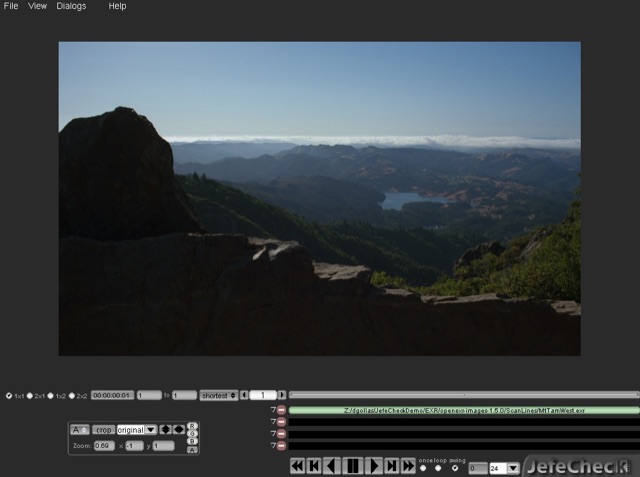 File View Dialogs Help
1x1 2x1 1x2 2x2 00:00:00:01 1 to 1 shortest 1
Z:/dgollas/JefeCheckDemo/EXR/openexr-images-1.5.0/ScanLines/MtTamWest.exr
A crop original R
G
B
Zoom: 0.69 x -1 y 1 A
once loop swing
0 24 JefeCheck